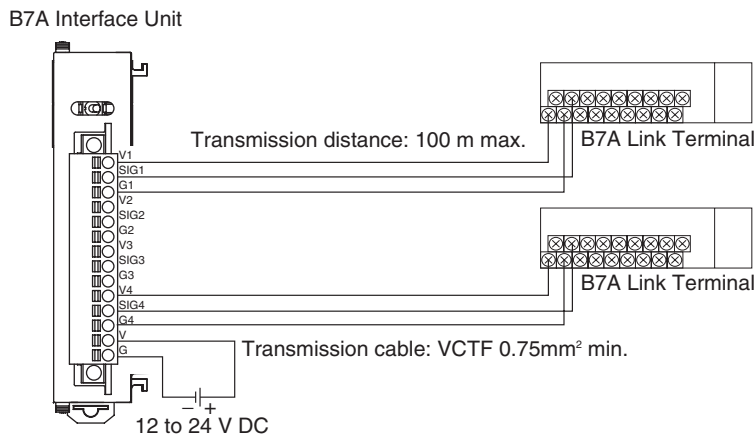 B7A Interface Unit
Transmission distance: 100 m max.
B7A Link Terminal
V1
SIG1
G1
V2
SIG2
G2
V3
SIG3
G3
B7A Link Terminal
V4
SIG4
G4
V
G
Transmission cable: VCTF 0.75mm² min.
– +
12 to 24 V DC